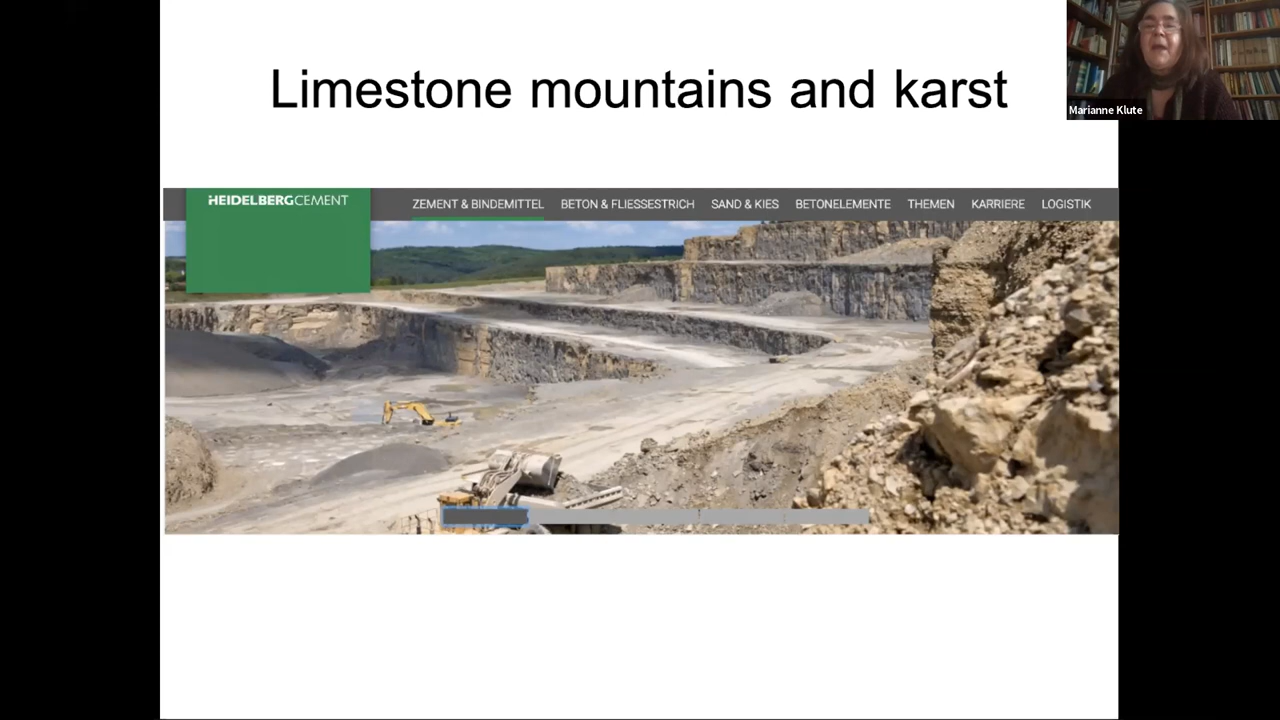 Limestone mountains and karst
Marianne Klute
HEIDELBERGCEMENT
ZEMENT & BINDEMITTEL BETON & FLIESSESTRICH SAND & KIES BETONELEMENTE THEMEN KARRIERE LOGISTIK